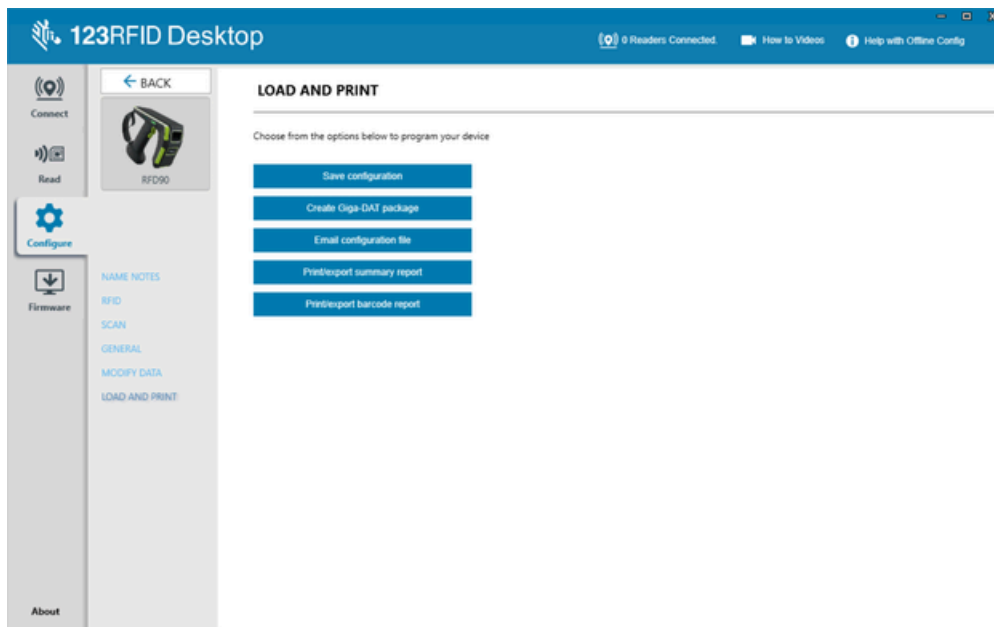 123RFID Desktop
0 Readers Connected.
How to Videos
Help with Offline Config
Connect
Read
Configure
Firmware
About
BACK
RFD90
NAME NOTES
RFID
SCAN
GENERAL
MODIFY DATA
LOAD AND PRINT
LOAD AND PRINT
Choose from the options below to program your device
Save configuration
Create Giga-DAT package
Email configuration file
Print/export summary report
Print/export barcode report